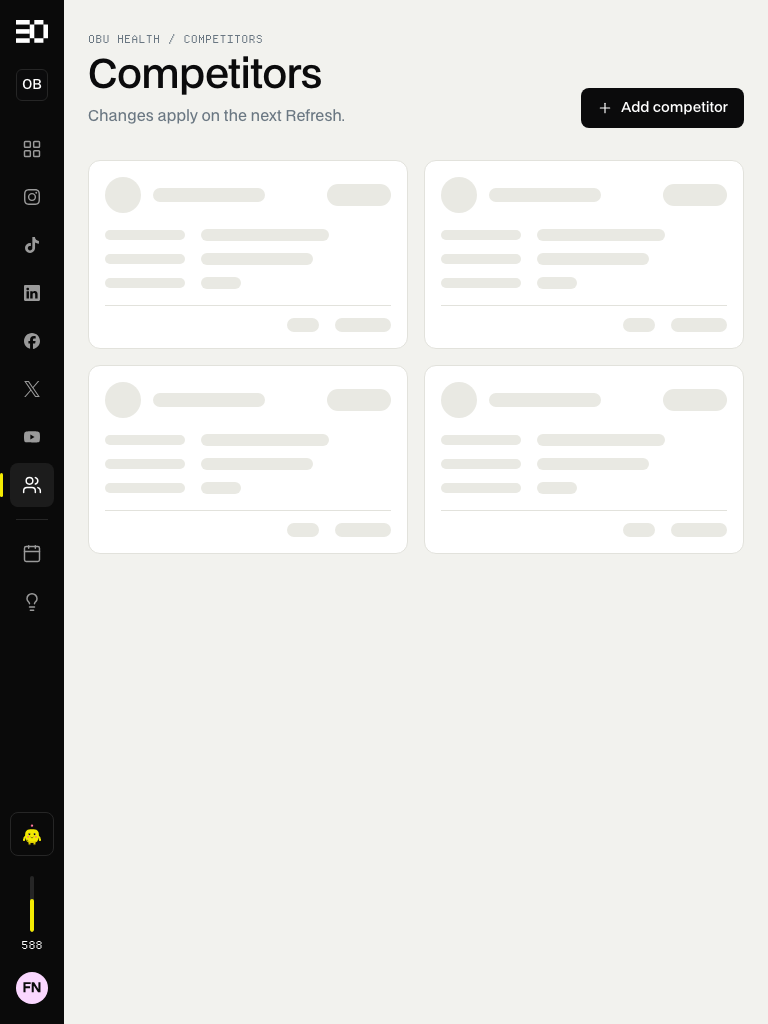 OB
OBU HEALTH / COMPETITORS
Competitors
Changes apply on the next Refresh.
Add competitor
588
FN